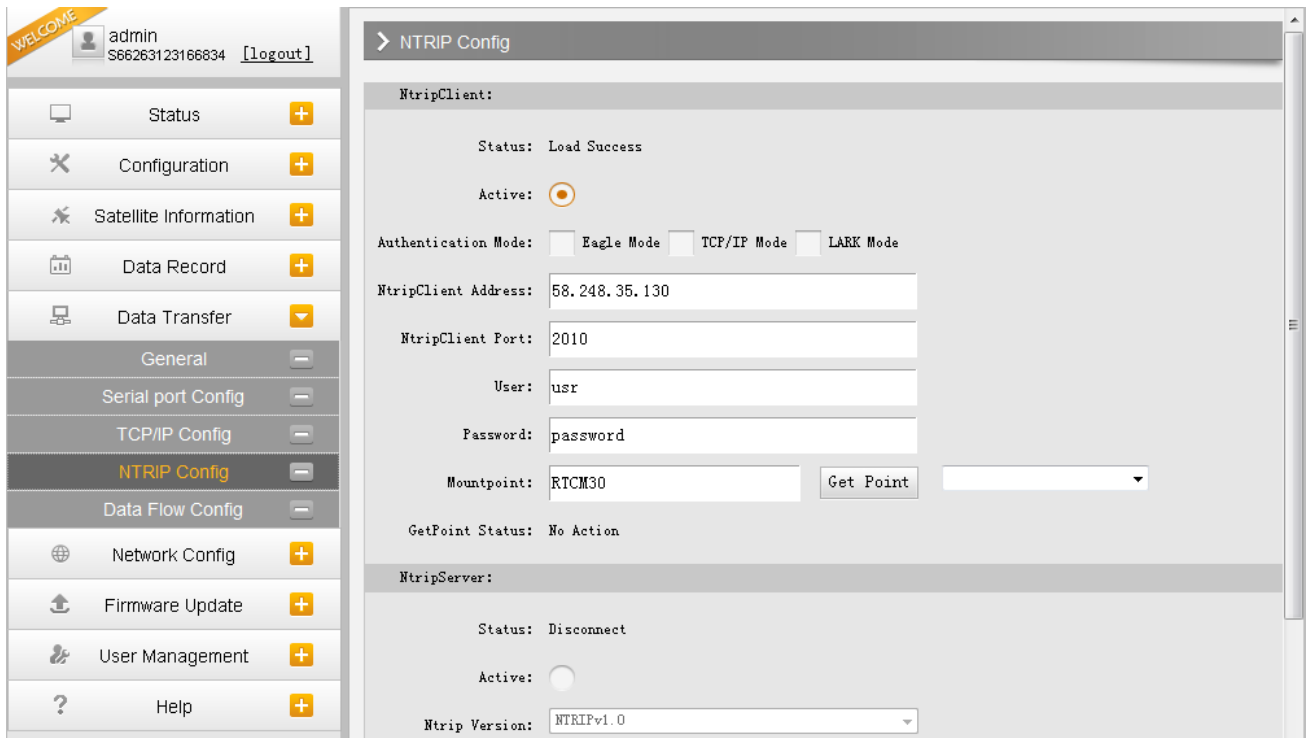 WELCOME
admin
S66263123166834 [logout]
Status
Configuration
Satellite Information
Data Record
Data Transfer
General
Serial port Config
TCP/IP Config
NTRIP Config
Data Flow Config
Network Config
Firmware Update
User Management
Help
NTRIP Config
NtripClient:
Status: Load Success
Active:
Authentication Mode: Eagle Mode TCP/IP Mode LARK Mode
NtripClient Address: 58.248.35.130
NtripClient Port: 2010
User: usr
Password: password
Mountpoint: RTCM30 Get Point
GetPoint Status: No Action
NtripServer:
Status: Disconnect
Active:
Ntrip Version: NTRIPv1.0